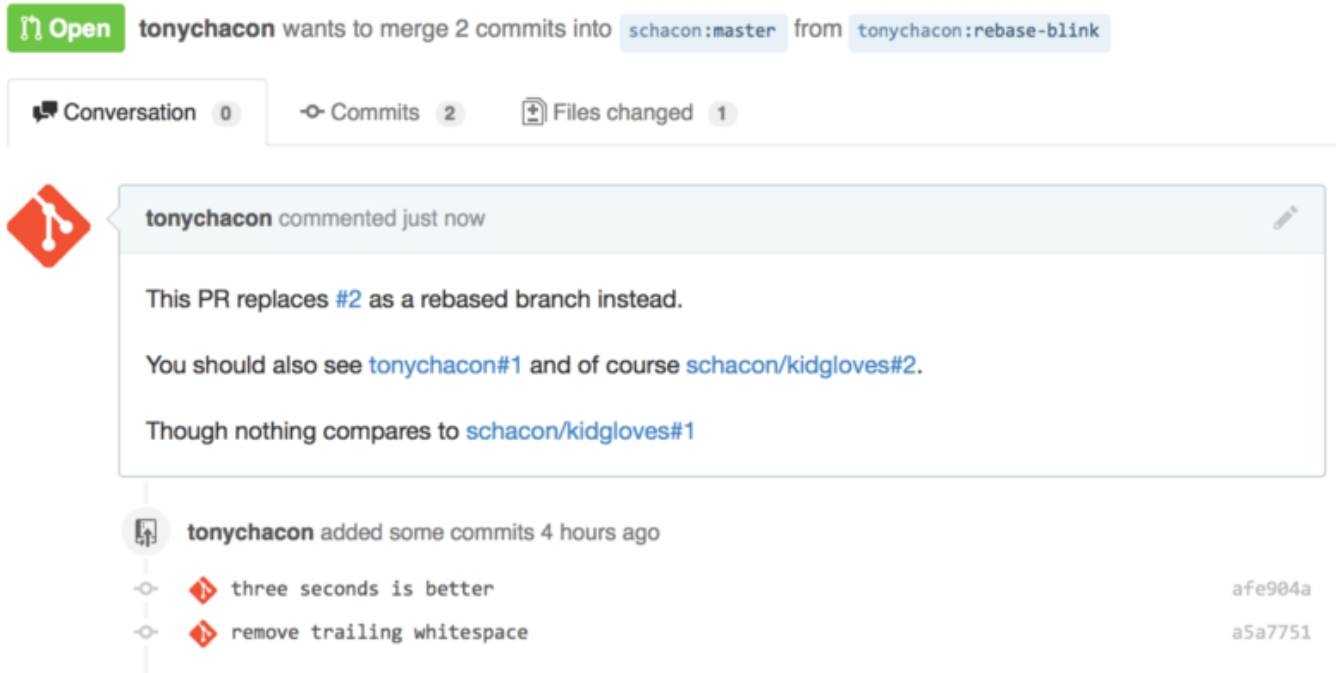 Open tonychacon wants to merge 2 commits into schacon:master from tonychacon:rebase-blink
Conversation 0 Commits 2 Files changed 1
tonychacon commented just now
This PR replaces #2 as a rebased branch instead.
You should also see tonychacon#1 and of course schacon/kidgloves#2.
Though nothing compares to schacon/kidgloves#1
tonychacon added some commits 4 hours ago
three seconds is better afe904a
remove trailing whitespace a5a7751